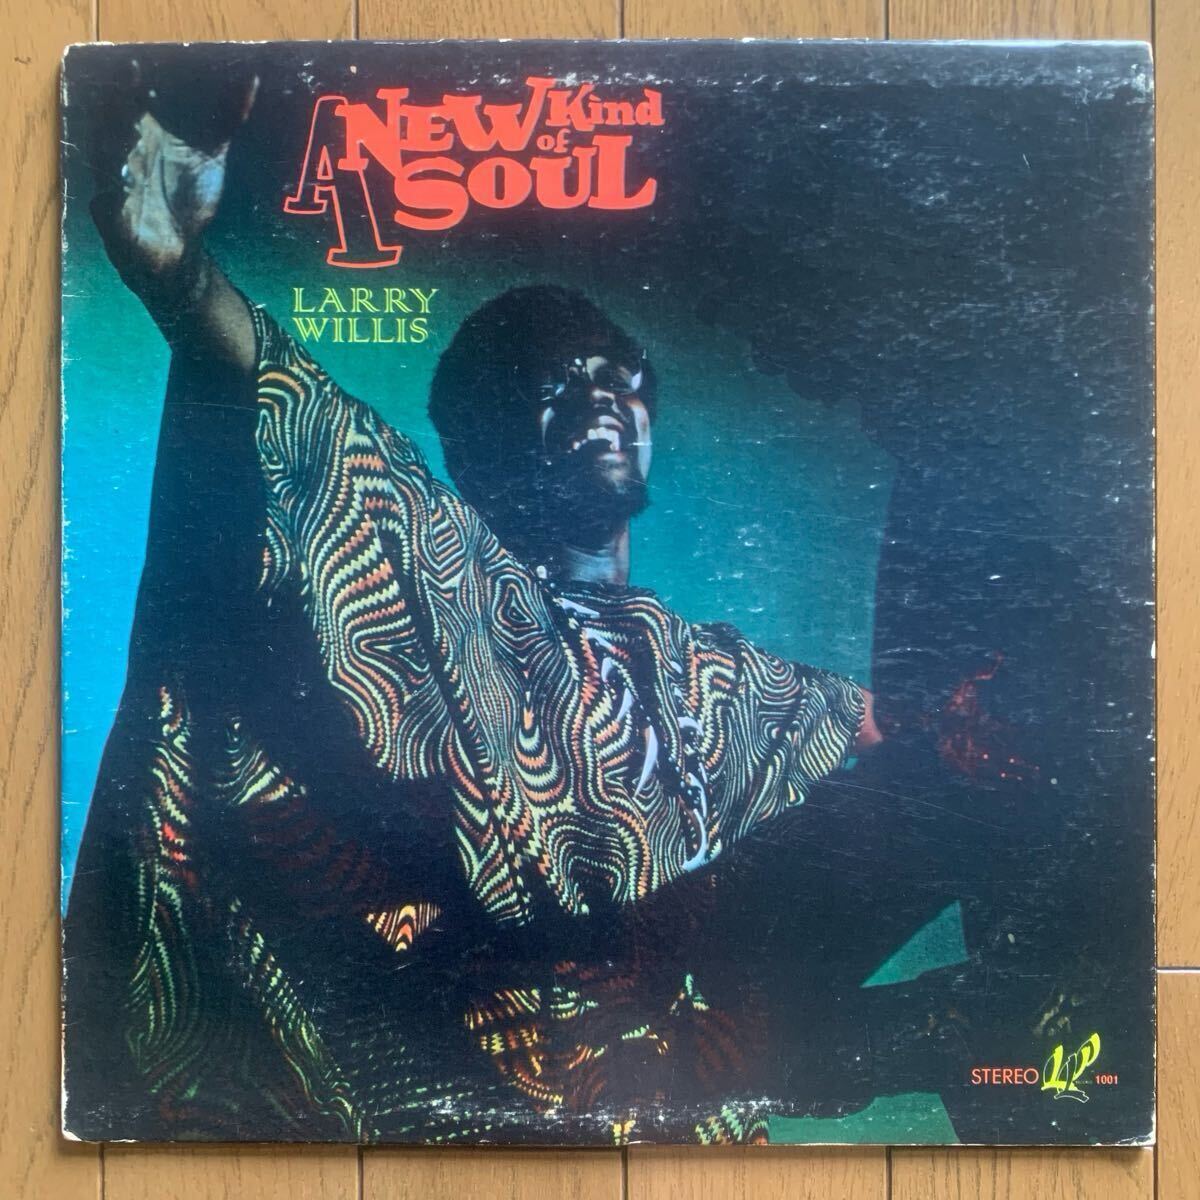 A NEW Kind
of
SOUL
LARRY
WILLIS
STEREO LLP 1001